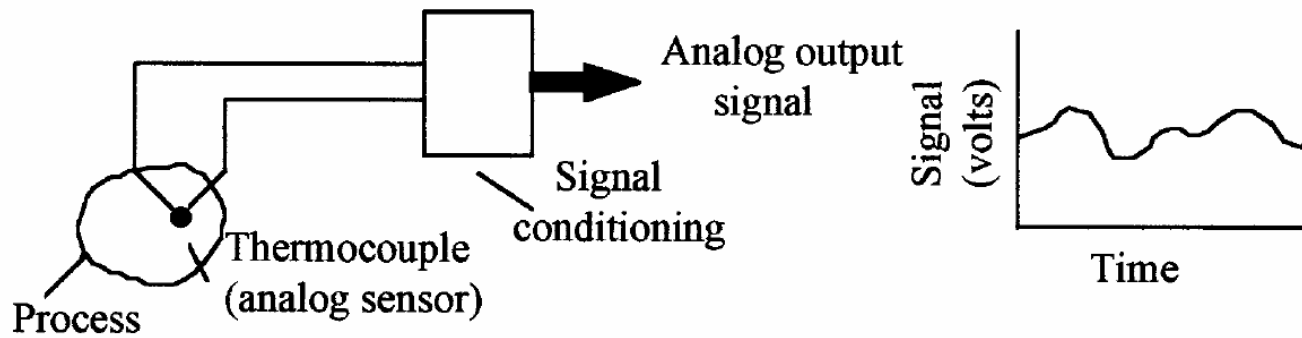 Analog output
signal
Signal
conditioning
Thermocouple
(analog sensor)
Process
Signal
(volts)
Time